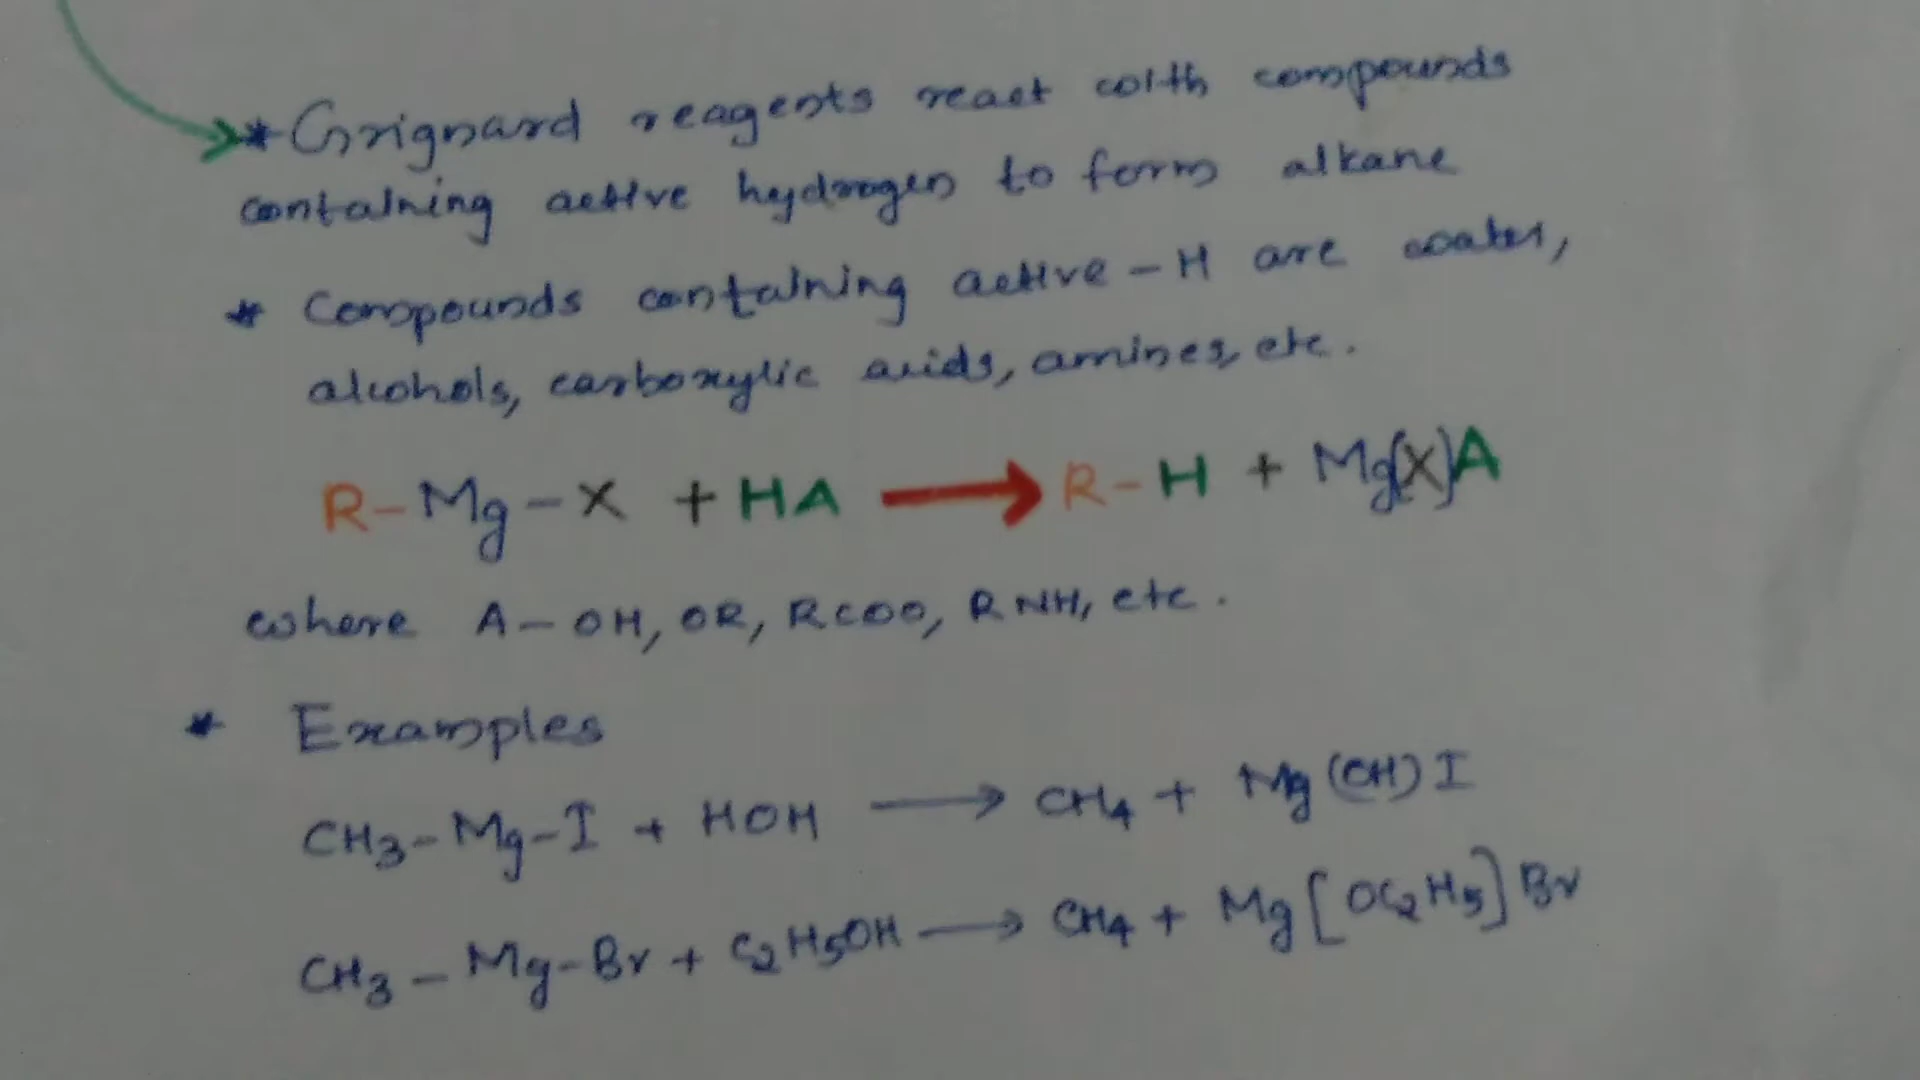 * Grignard reagents react with compounds
containing active hydrogen to form alkane
* Compounds containing active - H are water,
alcohols, carboxylic acids, amines, etc.
R-Mg-X + HA → R-H + Mg(X)A
where A- OH, OR, RCOO, RNH, etc.
* Examples
CH3-Mg-I + HOH → CH4 + Mg(OH)I
CH3-Mg-Br + C2H5OH → CH4 + Mg[OC2H5]Br